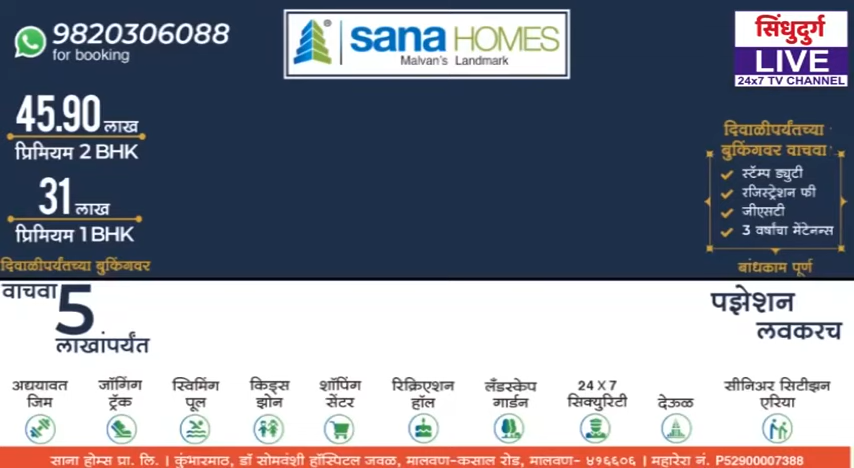 9820306088
for booking
sana HOMES
Malvan's Landmark
सिंधुदुर्ग
LIVE
24x7 TV CHANNEL
45.90 लाख
प्रिमियम 2 BHK
31 लाख
प्रिमियम 1 BHK
दिवाळीपर्यंतच्या बुकिंगवर
वाचवा 5
लाखांपर्यंत
दिवाळीपर्यंतच्या
बुकिंगवर वाचवा
स्टॅम्प ड्युटी
रजिस्ट्रेशन फी
जीएसटी
3 वर्षांचा मेंटेनन्स
बांधकाम पूर्ण
पझेशन
लवकरच
अद्ययावत
जिम
जॉगिंग
ट्रॅक
स्विमिंग
पूल
किड्स
झोन
शॉपिंग
सेंटर
रिक्रिएशन
हॉल
लँडस्केप
गार्डन
24 X 7
सिक्युरिटी
देऊळ
सीनिअर सिटीझन
एरिया
साना होम्स प्रा. लि. | कुंभारमाठ, डॉ सोमवंशी हॉस्पिटल जवळ, मालवण-कसाल रोड, मालवण- ४१६६०६ | महारेरा नं. P52900007388